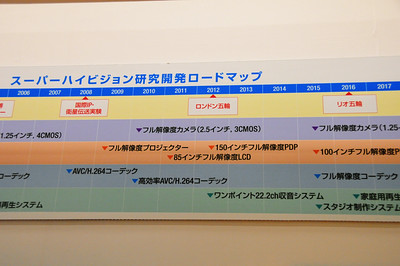 スーパーハイビジョン研究開発ロードマップ
2006 2007 2008 2009 2010 2011 2012 2013 2014 2015 2016 2017
国際IP・
衛星伝送実験
ロンドン五輪
リオ五輪
1.25インチ, 4CMOS)
▼フル解像度カメラ(2.5インチ, 3CMOS)
▼フル解像度カメラ(1.25イン
▼フル解像度プロジェクター
▼150インチフル解像度PDP
▼100インチフル解像度P
▼85インチフル解像度LCD
コーデック
▼AVC/H.264コーデック
▼フル解像度コーデック
▼高効率AVC/H.264コーデック
▼ワンポイント22.2ch収音システム
▼家庭用再生
再生システム
▼スタジオ制作システム